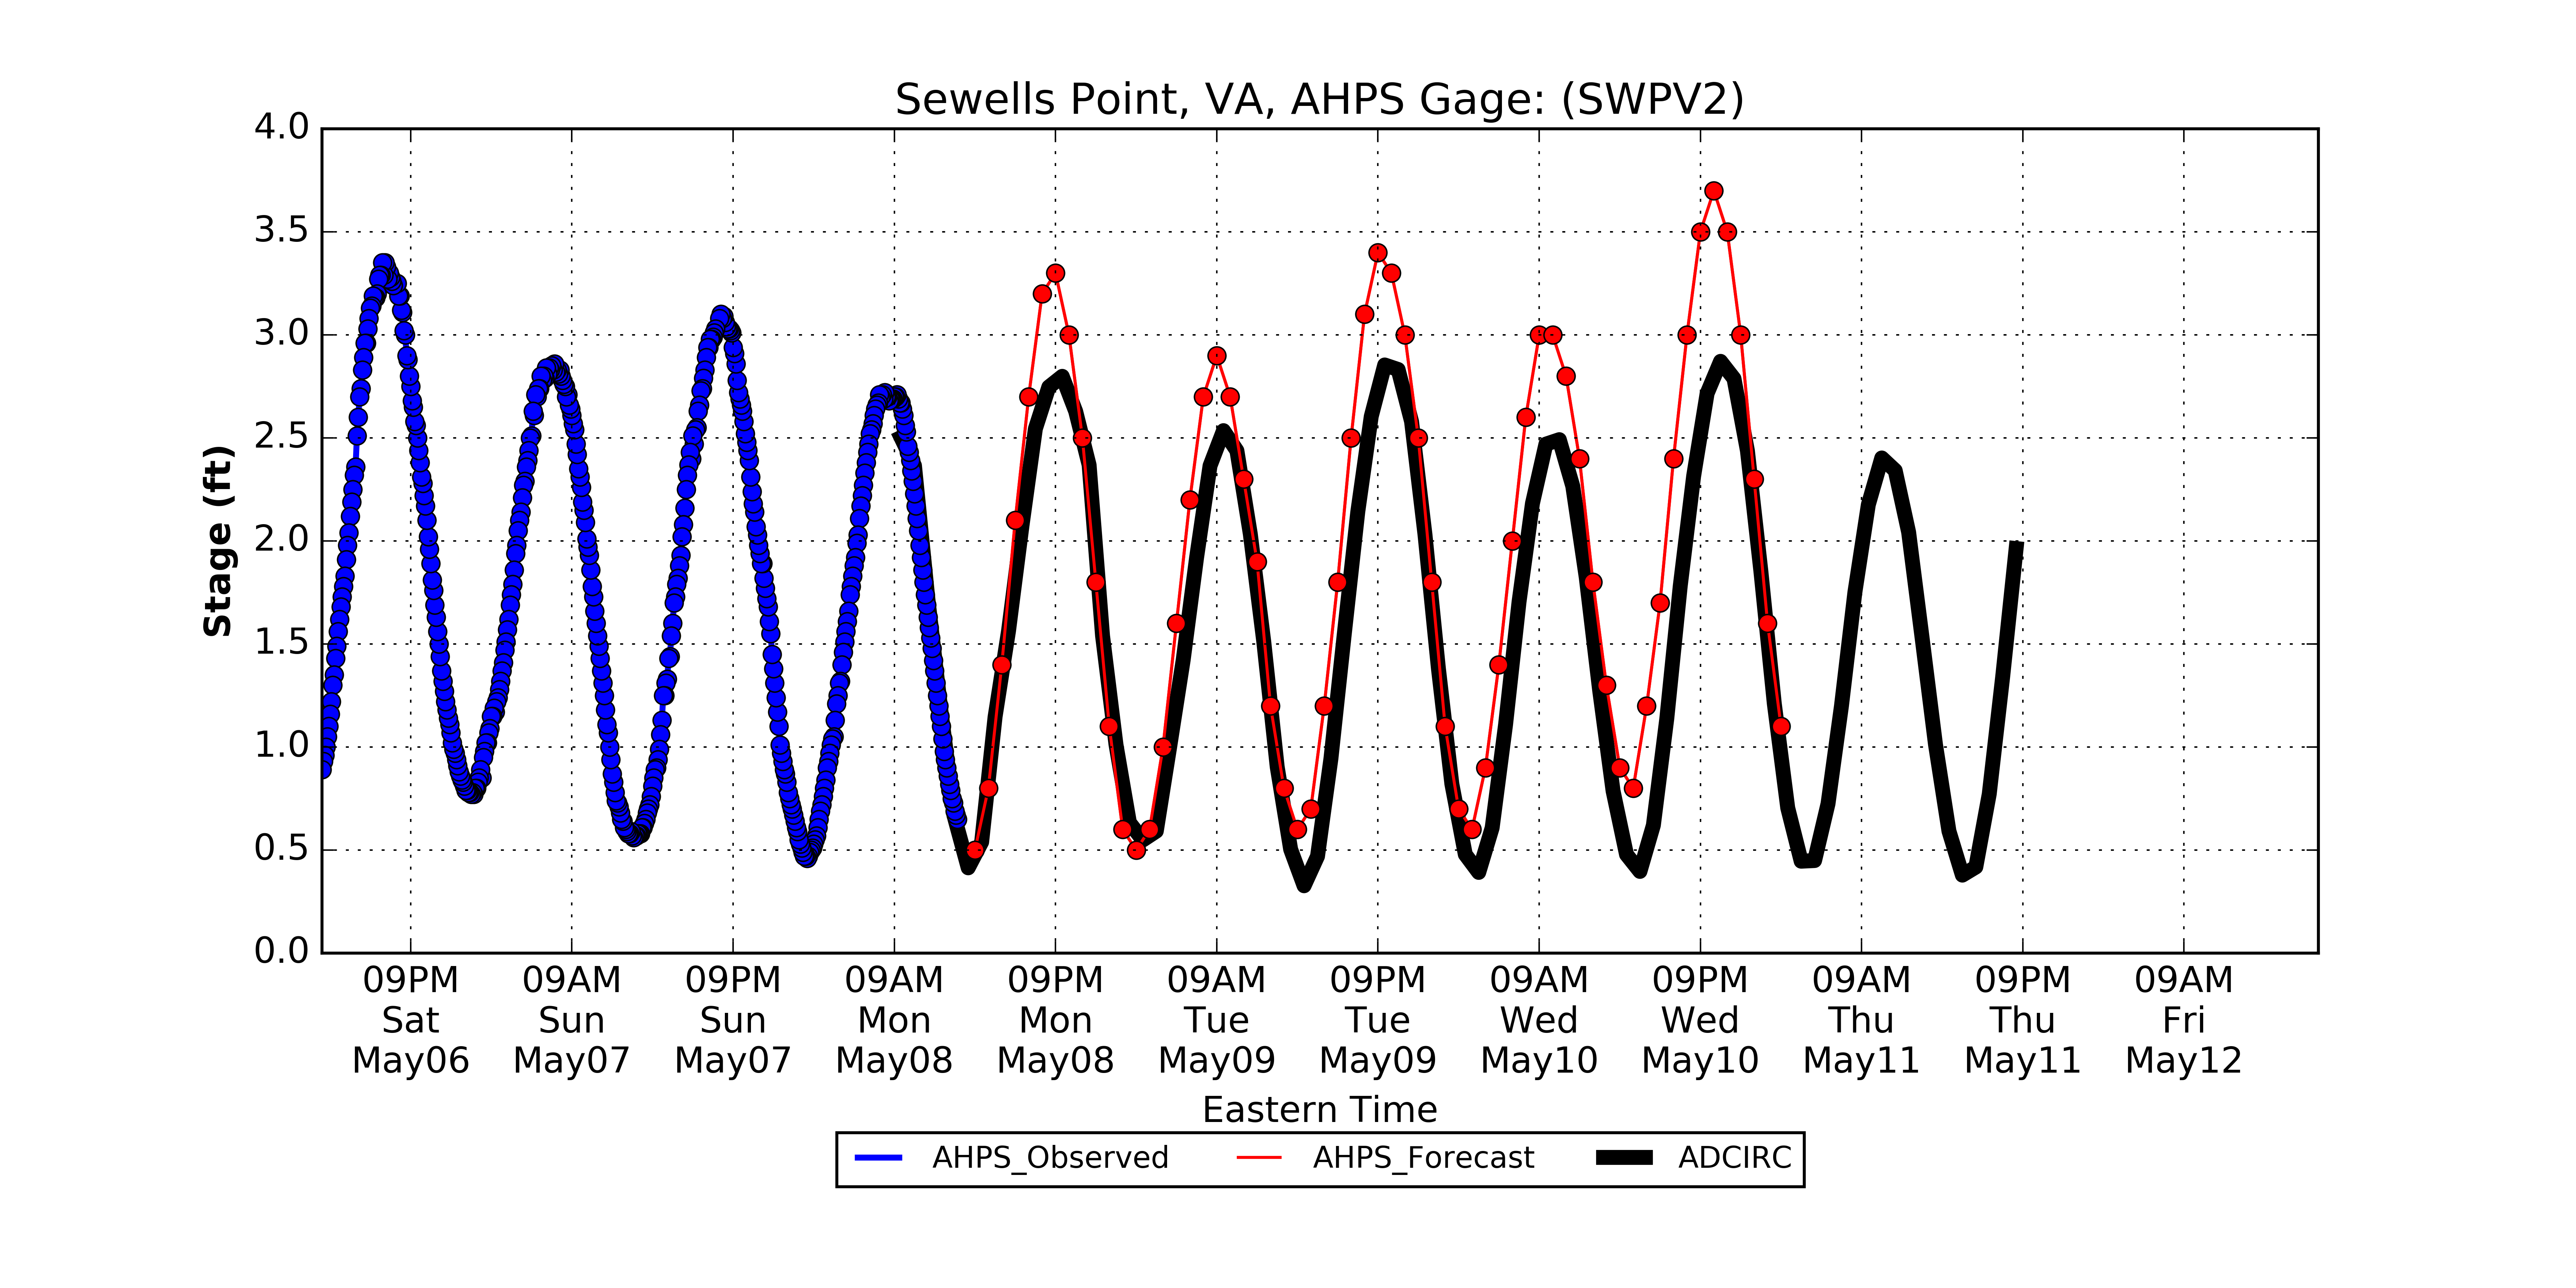 Sewells Point, VA, AHPS Gage: (SWPV2)
4.0
3.5
3.0
2.5
2.0
1.5
1.0
0.5
0.0
Stage (ft)
09PM 09AM 09PM 09AM 09PM 09AM 09PM 09AM 09PM 09AM 09PM 09AM
Sat Sun Sun Mon Mon Tue Tue Wed Wed Thu Thu Fri
May06 May07 May07 May08 May08 May09 May09 May10 May10 May11 May11 May12
Eastern Time
AHPS_Observed AHPS_Forecast ADCIRC